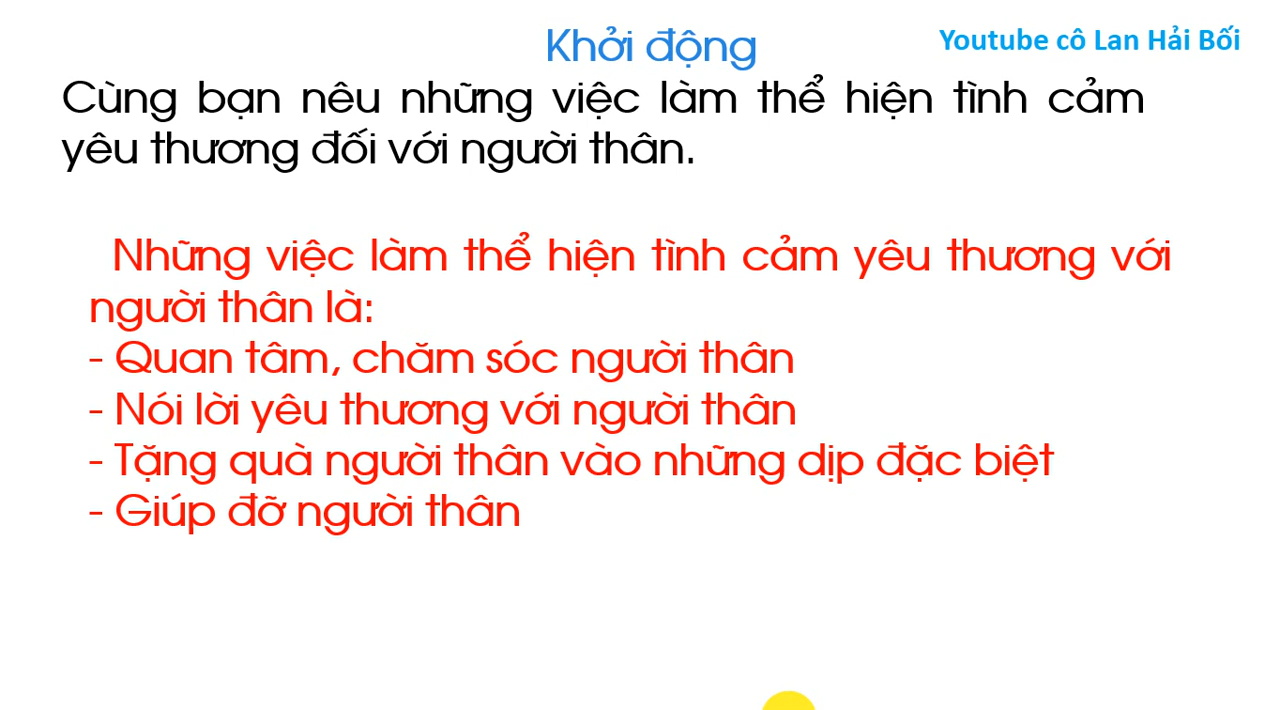 Khởi động
Youtube cô Lan Hải Bối
Cùng bạn nêu những việc làm thể hiện tình cảm
yêu thương đối với người thân.
Những việc làm thể hiện tình cảm yêu thương với
người thân là:
- Quan tâm, chăm sóc người thân
- Nói lời yêu thương với người thân
- Tặng quà người thân vào những dịp đặc biệt
- Giúp đỡ người thân